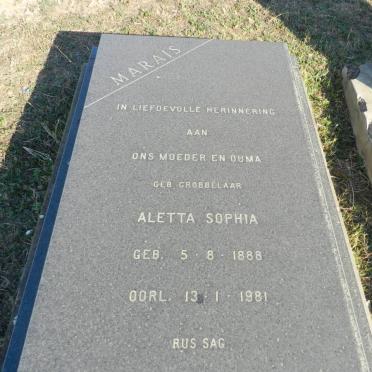 MARAIS
IN LIEFDEVOLLE HERINNERING
AAN
ONS MOEDER EN OUMA
GEB GROBBELAAR
ALETTA SOPHIA
GEB. 5 · 8 · 1888
OORL. 13 · 1 · 1981
RUS SAG